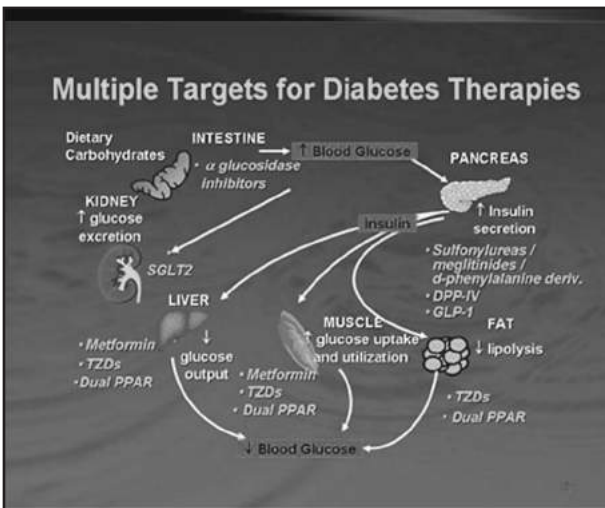 Multiple Targets for Diabetes Therapies
Dietary
Carbohydrates
INTESTINE
• α glucosidase
inhibitors
↑ Blood Glucose
PANCREAS
↑ Insulin
secretion
• Sulfonylureas /
meglitinides /
d-phenylalanine deriv.
• DPP-IV
• GLP-1
KIDNEY
↑ glucose
excretion
SGLT2
Insulin
LIVER
↓
glucose
output
• Metformin
• TZDs
• Dual PPAR
MUSCLE
↑ glucose uptake
and utilization
• Metformin
• TZDs
• Dual PPAR
FAT
↓ lipolysis
• TZDs
• Dual PPAR
↓ Blood Glucose